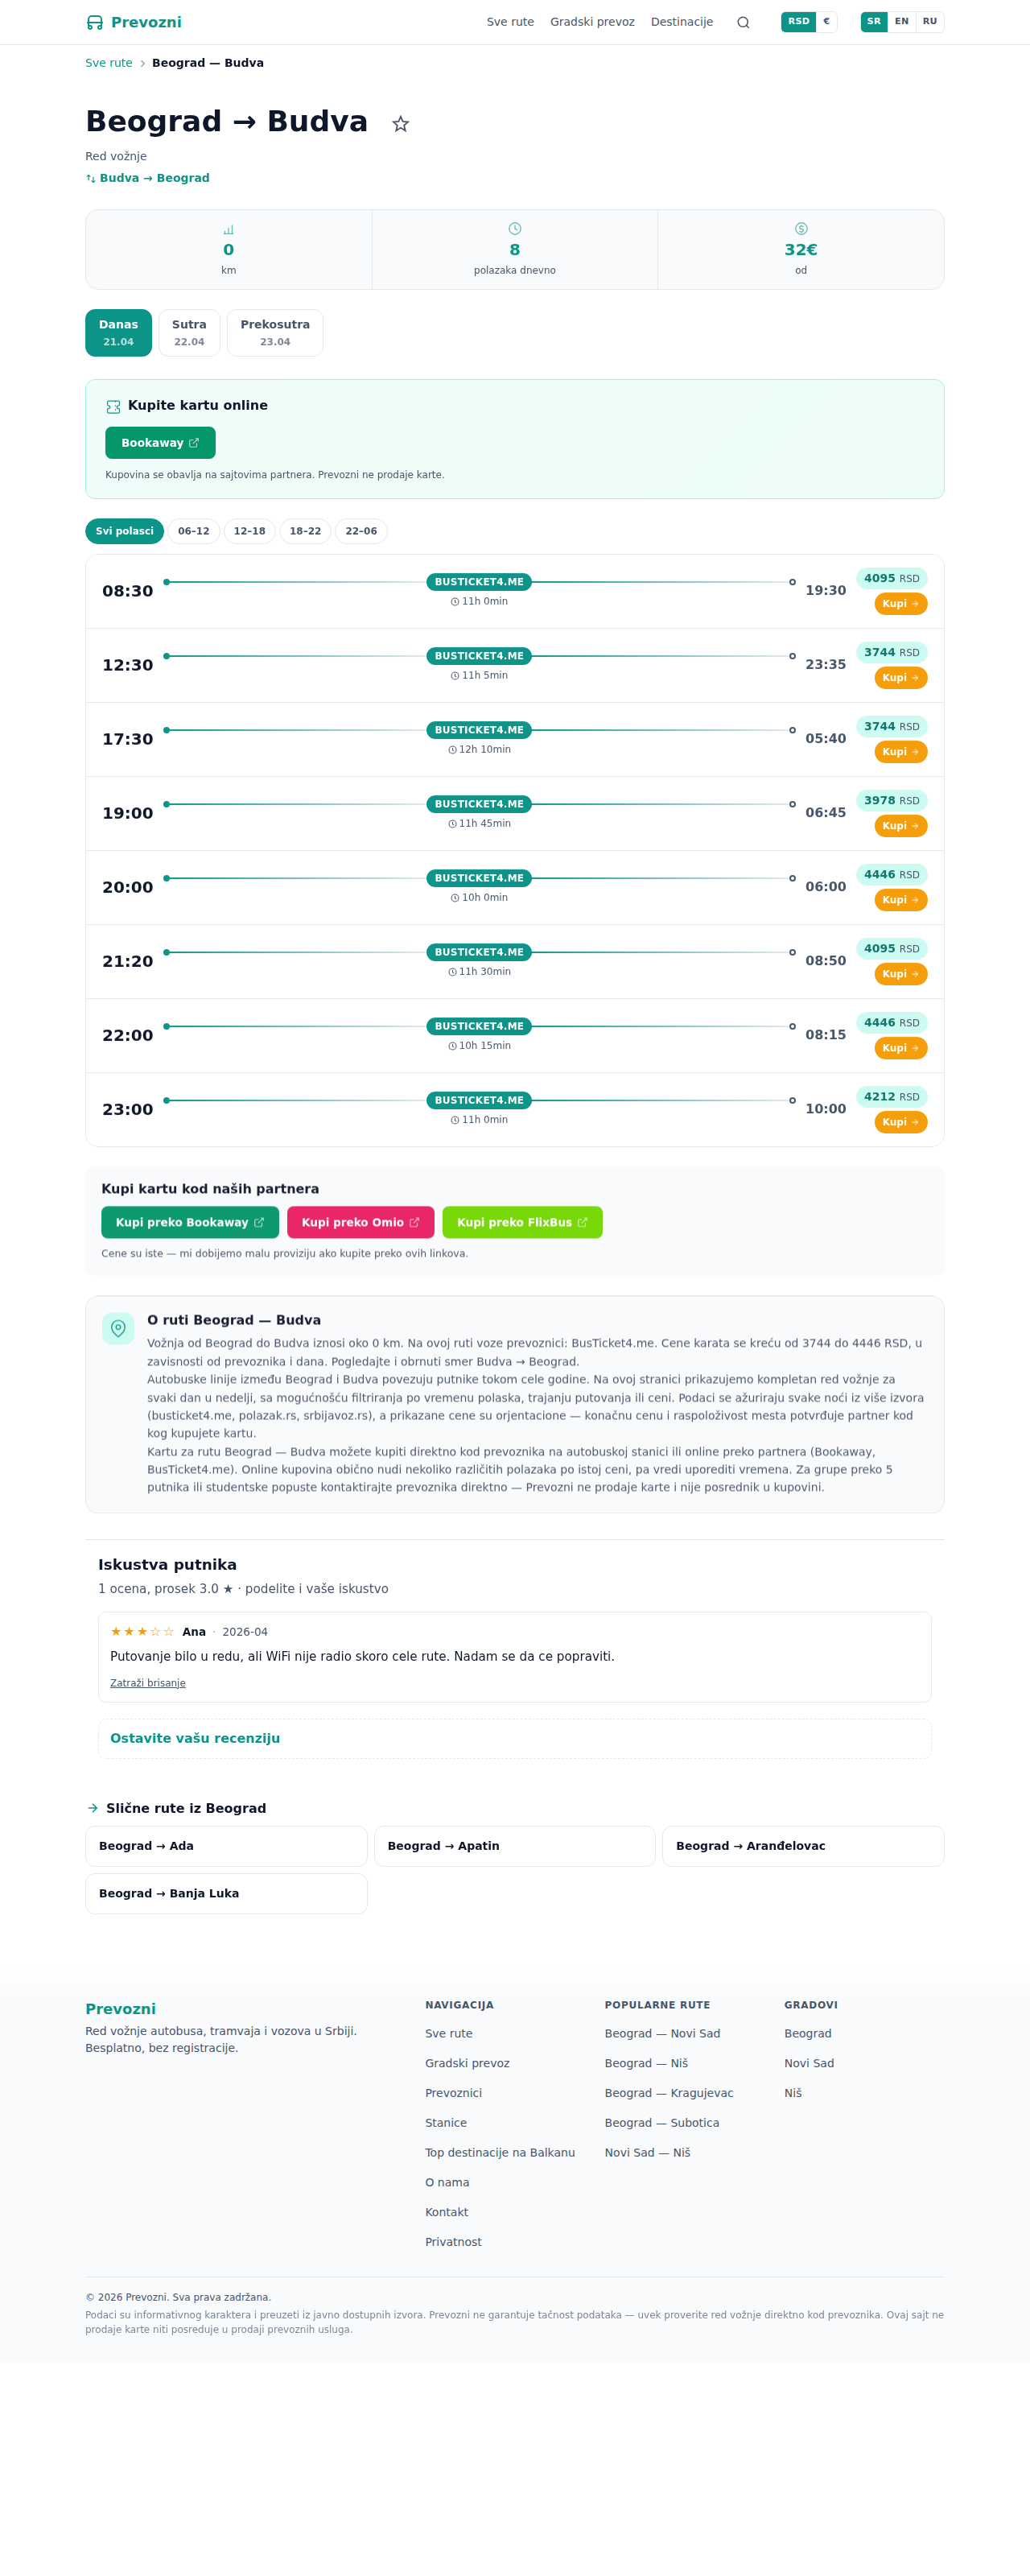 Prevozni
Sve rute Gradski prevoz Destinacije RSD € SR EN RU
Sve rute > Beograd — Budva
Beograd → Budva
Red vožnje
Budva → Beograd
0
km
8
polazaka dnevno
32€
od
Danas
21.04
Sutra
22.04
Prekosutra
23.04
Kupite kartu online
Bookaway
Kupovina se obavlja na sajtovima partnera. Prevozni ne prodaje karte.
Svi polasci 06–12 12–18 18–22 22–06
08:30 BUSTICKET4.ME 19:30 4095 RSD
11h 0min Kupi →
12:30 BUSTICKET4.ME 23:35 3744 RSD
11h 5min Kupi →
17:30 BUSTICKET4.ME 05:40 3744 RSD
12h 10min Kupi →
19:00 BUSTICKET4.ME 06:45 3978 RSD
11h 45min Kupi →
20:00 BUSTICKET4.ME 06:00 4446 RSD
10h 0min Kupi →
21:20 BUSTICKET4.ME 08:50 4095 RSD
11h 30min Kupi →
22:00 BUSTICKET4.ME 08:15 4446 RSD
10h 15min Kupi →
23:00 BUSTICKET4.ME 10:00 4212 RSD
11h 0min Kupi →
Kupi kartu kod naših partnera
Kupi preko Bookaway Kupi preko Omio Kupi preko FlixBus
Cene su iste — mi dobijemo malu proviziju ako kupite preko ovih linkova.
O ruti Beograd — Budva
Vožnja od Beograd do Budva iznosi oko 0 km. Na ovoj ruti voze prevoznici: BusTicket4.me. Cene karata se kreću od 3744 do 4446 RSD, u
zavisnosti od prevoznika i dana. Pogledajte i obrnuti smer Budva → Beograd.
Autobuske linije između Beograd i Budva povezuju putnike tokom cele godine. Na ovoj stranici prikazujemo kompletan red vožnje za
svaki dan u nedelji, sa mogućnošću filtriranja po vremenu polaska, trajanju putovanja ili ceni. Podaci se ažuriraju svake noći iz više izvora
(busticket4.me, polazak.rs, srbijavoz.rs), a prikazane cene su orjentacione — konačnu cenu i raspoloživost mesta potvrđuje partner kod
kog kupujete kartu.
Kartu za rutu Beograd — Budva možete kupiti direktno kod prevoznika na autobuskoj stanici ili online preko partnera (Bookaway,
BusTicket4.me). Online kupovina obično nudi nekoliko različitih polazaka po istoj ceni, pa vredi uporediti vremena. Za grupe preko 5
putnika ili studentske popuste kontaktirajte prevoznika direktno — Prevozni ne prodaje karte i nije posrednik u kupovini.
Iskustva putnika
1 ocena, prosek 3.0 ★ · podelite i vaše iskustvo
★★★☆☆ Ana · 2026-04
Putovanje bilo u redu, ali WiFi nije radio skoro cele rute. Nadam se da ce popraviti.
Zatraži brisanje
Ostavite vašu recenziju
→ Slične rute iz Beograd
Beograd → Ada Beograd → Apatin Beograd → Aranđelovac
Beograd → Banja Luka
Prevozni
Red vožnje autobusa, tramvaja i vozova u Srbiji.
Besplatno, bez registracije.
NAVIGACIJA
Sve rute
Gradski prevoz
Prevoznici
Stanice
Top destinacije na Balkanu
O nama
Kontakt
Privatnost
POPULARNE RUTE
Beograd — Novi Sad
Beograd — Niš
Beograd — Kragujevac
Beograd — Subotica
Novi Sad — Niš
GRADOVI
Beograd
Novi Sad
Niš
© 2026 Prevozni. Sva prava zadržana.
Podaci su informativnog karaktera i preuzeti iz javno dostupnih izvora. Prevozni ne garantuje tačnost podataka — uvek proverite red vožnje direktno kod prevoznika. Ovaj sajt ne
prodaje karte niti posreduje u prodaji prevoznih usluga.